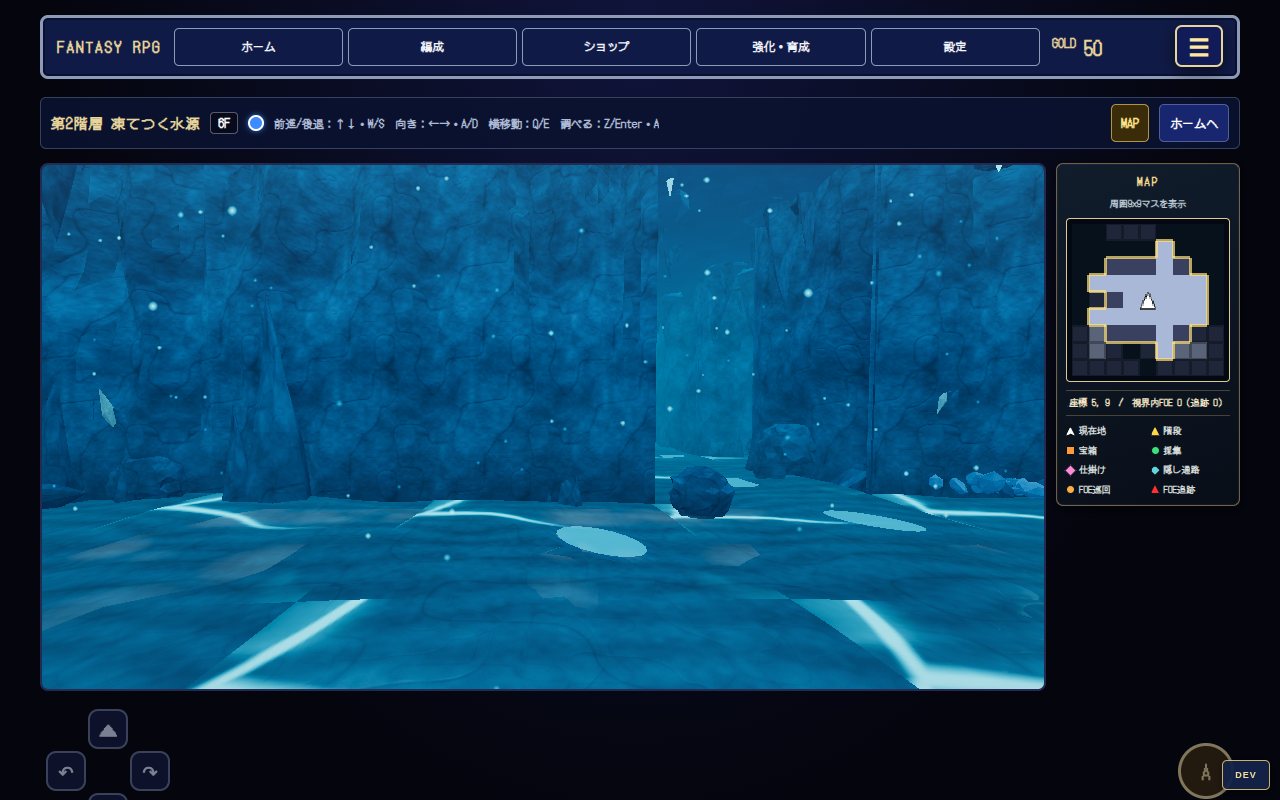 FANTASY RPG
ホーム
編成
ショップ
強化・育成
設定
GOLD 50
第2階層 凍てつく水源
6F
前進/後退：↑↓・W/S 向き：←→・A/D 横移動：Q/E 調べる：Z/Enter・A
MAP
ホームへ
MAP
周囲9x9マスを表示
座標 5, 9 / 視界内FOE 0（追跡 0）
現在地
階段
宝箱
採集
仕掛け
隠し通路
FOE巡回
FOE追跡
A
DEV